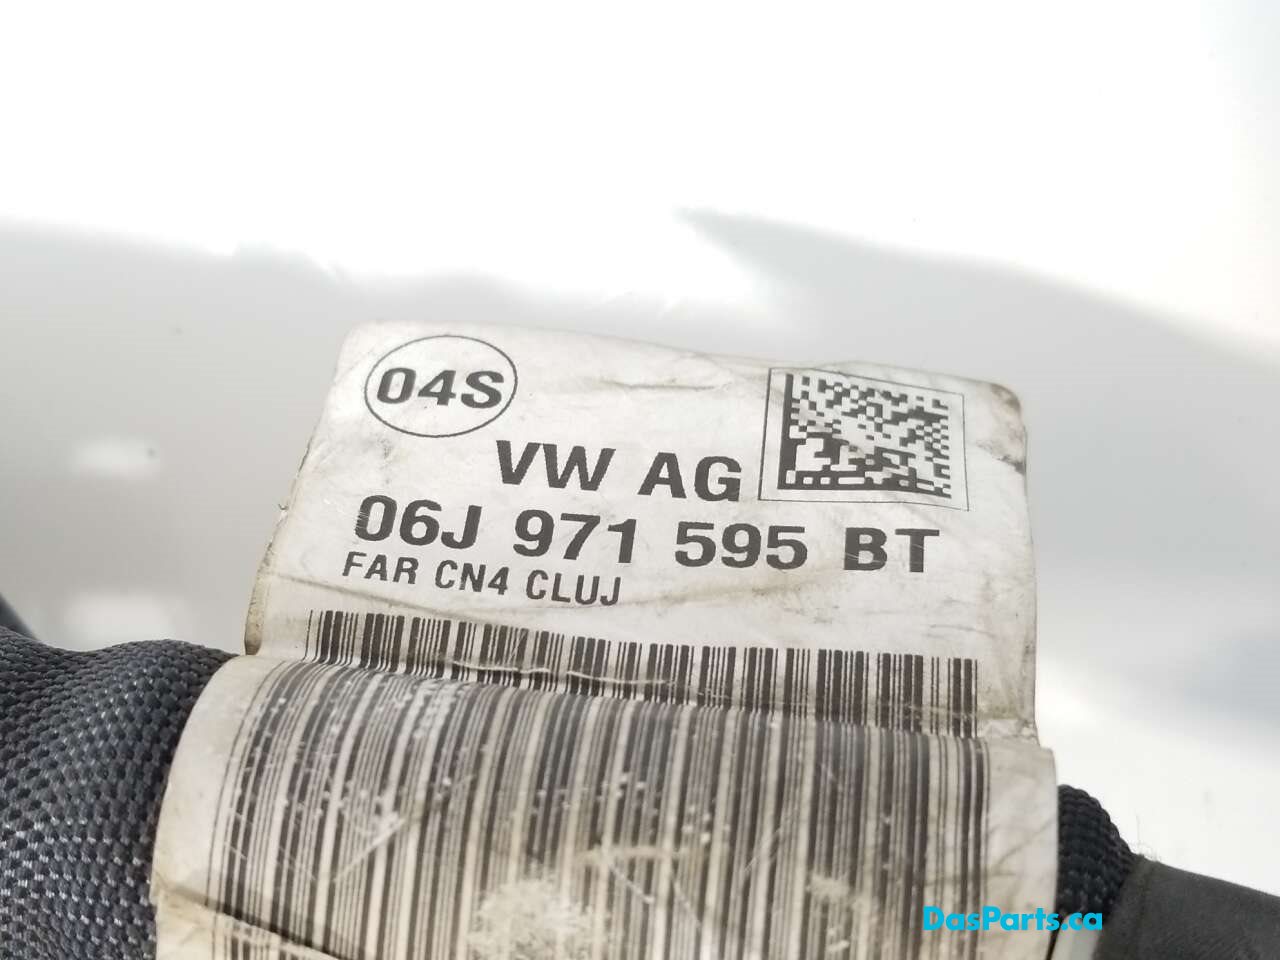 04S
VW AG
06J 971 595 BT
FAR CN4 CLUJ
DasParts.ca